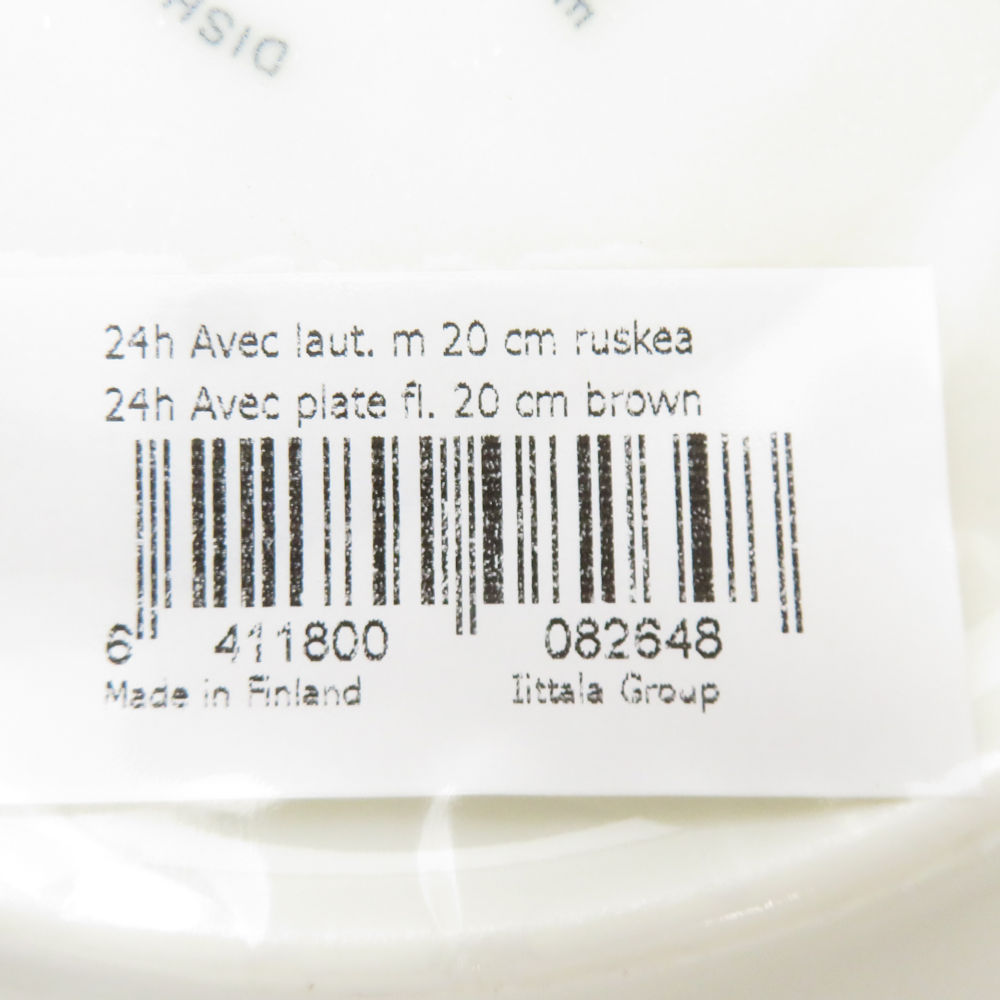 DISH
24h Avec laut. m 20 cm ruskea
24h Avec plate fl. 20 cm brown
6 411800 082648
Made in Finland Iittala Group